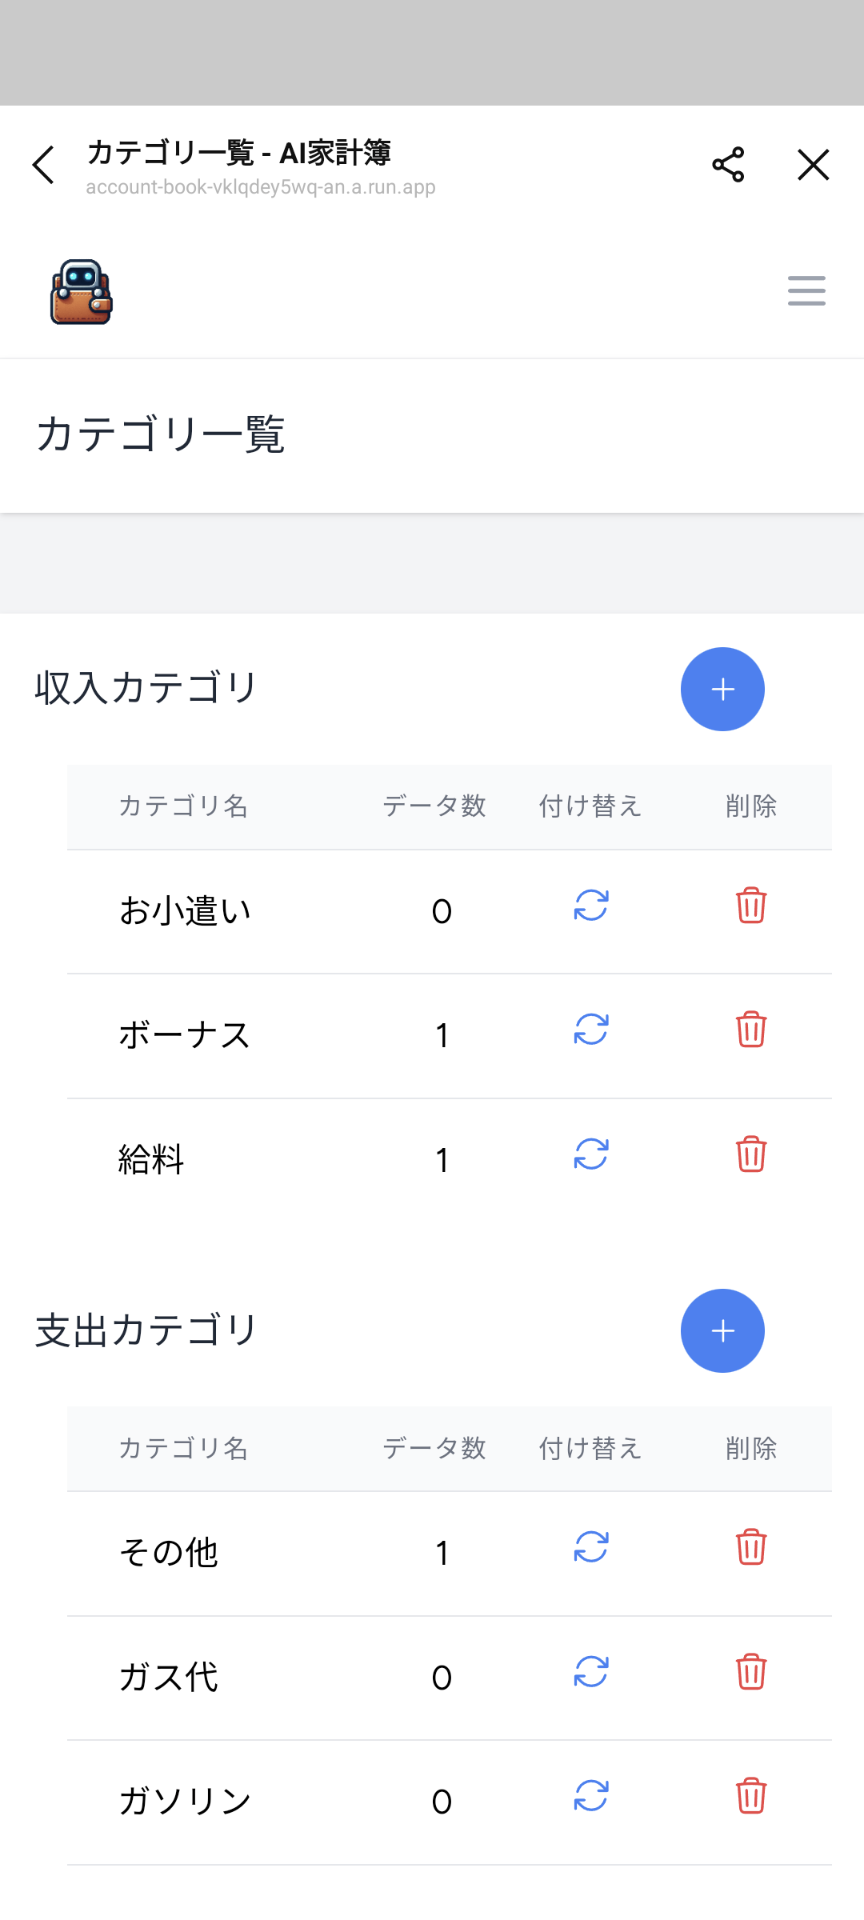 カテゴリ一覧 - AI家計簿
account-book-vklqdey5wq-an.a.run.app
カテゴリ一覧
収入カテゴリ
カテゴリ名 データ数 付け替え 削除
お小遣い 0
ボーナス 1
給料 1
支出カテゴリ
カテゴリ名 データ数 付け替え 削除
その他 1
ガス代 0
ガソリン 0